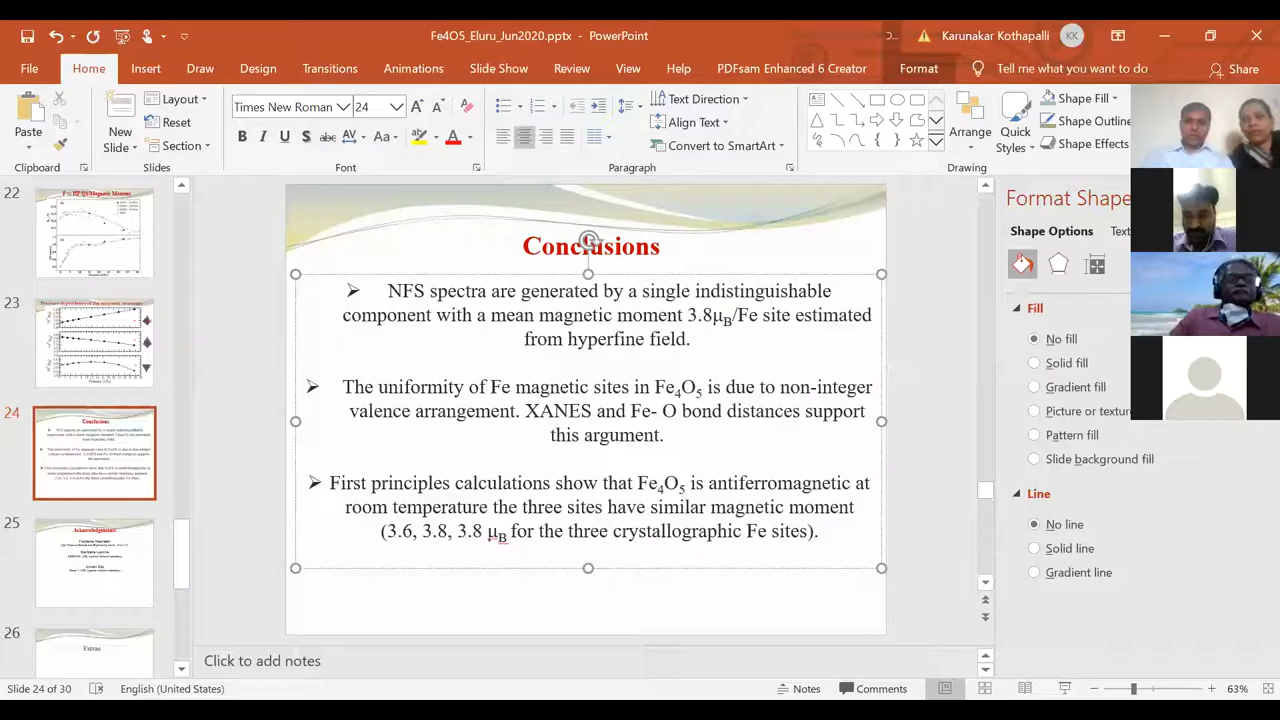 Fe4O5_Eluru_Jun2020.pptx - PowerPoint
D...
Karunakar Kothapalli
KK
File Home Insert Draw Design Transitions Animations Slide Show Review View Help PDFsam Enhanced 6 Creator Format Tell me what you want to do Share
Paste
Clipboard
New
Slide
Layout
Reset
Section
Slides
Times New Roman 24
Font
Text Direction
Align Text
Convert to SmartArt
Paragraph
Arrange
Quick
Styles
Shape Fill
Shape Outline
Shape Effects
Drawing
22
23
24
25
Acknowledgements
26
Extras
Conclusions
➢ NFS spectra are generated by a single indistinguishable
component with a mean magnetic moment 3.8μB/Fe site estimated
from hyperfine field.
➢ The uniformity of Fe magnetic sites in Fe4O5 is due to non-integer
valence arrangement. XANES and Fe- O bond distances support
this argument.
➢ First principles calculations show that Fe4O5 is antiferromagnetic at
room temperature the three sites have similar magnetic moment
(3.6, 3.8, 3.8 μB for the three crystallographic Fe sites).
Click to add notes
Format Shape
Shape Options
Text
Fill
No fill
Solid fill
Gradient fill
Picture or texture
Pattern fill
Slide background fill
Line
No line
Solid line
Gradient line
Slide 24 of 30
English (United States)
Notes
Comments
63%